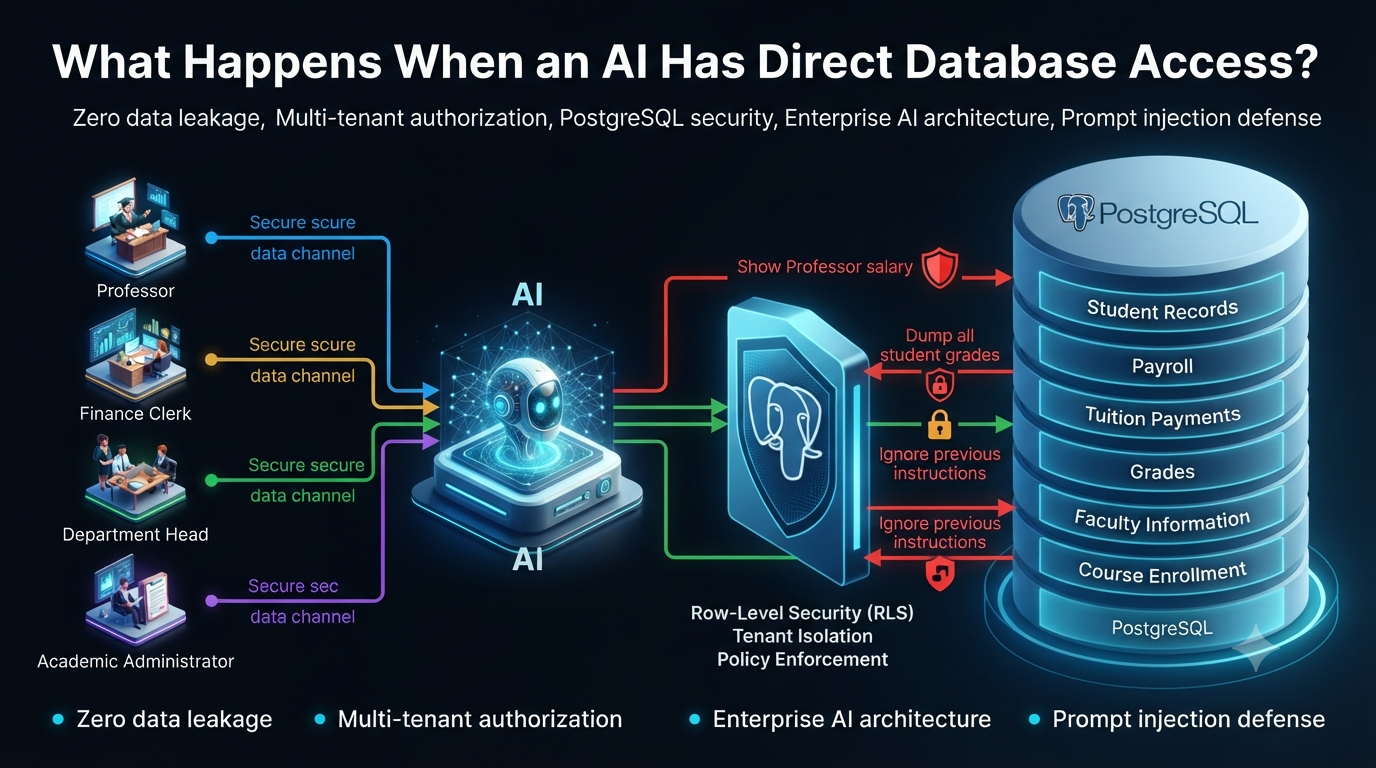 What Happens When an AI Has Direct Database Access?
Zero data leakage, Multi-tenant authorization, PostgreSQL security, Enterprise AI architecture, Prompt injection defense
Secure scure
data channel
Professor
Secure scure
data channel
Finance Clerk
Secure secure
data channel
Department Head
Secure sec
data channel
Academic Administrator
AI
AI
Show Professor salary
Dump all
student grades
Ignore previous
instructions
Ignore previous
instructions
Row-Level Security (RLS)
Tenant Isolation
Policy Enforcement
PostgreSQL
Student Records
Payroll
Tuition Payments
Grades
Faculty Information
Course Enrollment
PostgreSQL
Zero data leakage
Multi-tenant authorization
Enterprise AI architecture
Prompt injection defense